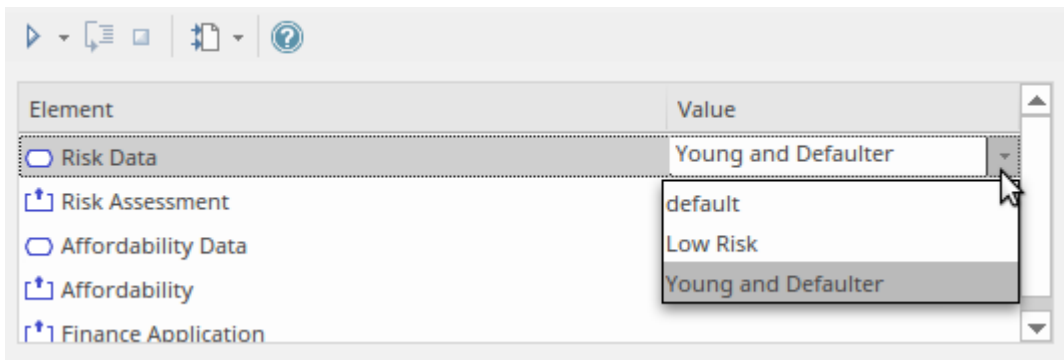 Element Value
Risk Data Young and Defaulter
default
Risk Assessment
Low Risk
Affordability Data
Young and Defaulter
Affordability
Finance Application